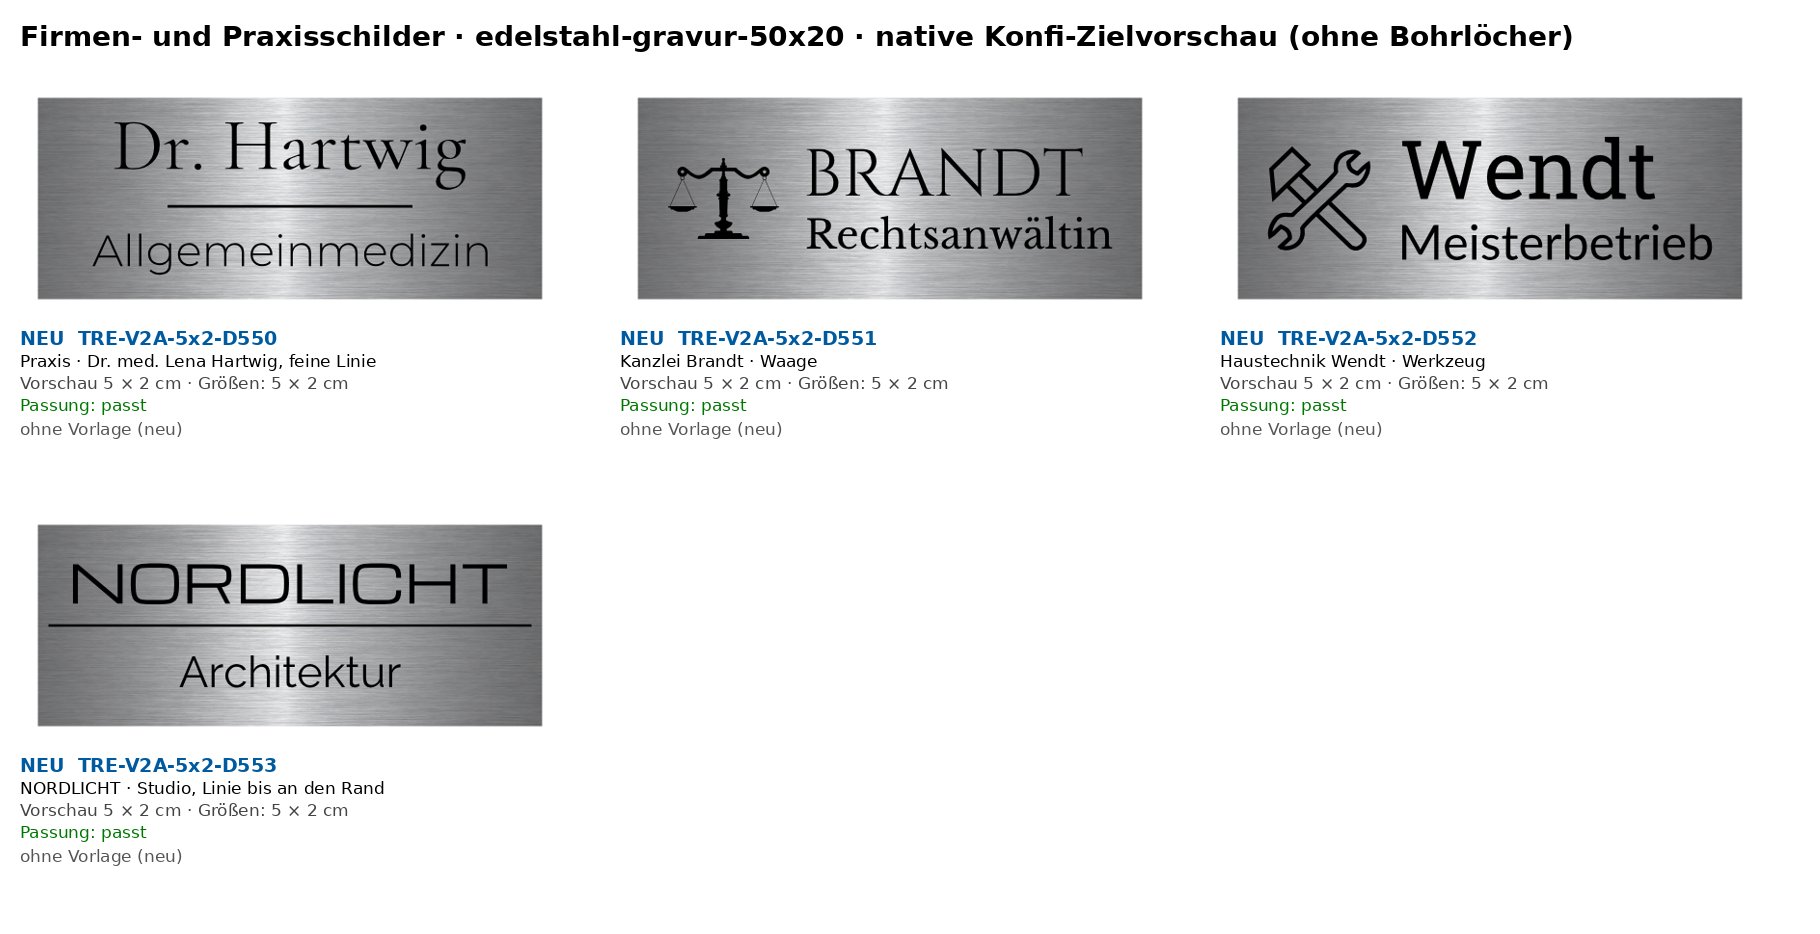 Firmen- und Praxisschilder · edelstahl-gravur-50x20 · native Konfi-Zielvorschau (ohne Bohrlöcher)
Dr. Hartwig
Allgemeinmedizin
NEU TRE-V2A-5x2-D550
Praxis · Dr. med. Lena Hartwig, feine Linie
Vorschau 5 × 2 cm · Größen: 5 × 2 cm
Passung: passt
ohne Vorlage (neu)
BRANDT
Rechtsanwältin
NEU TRE-V2A-5x2-D551
Kanzlei Brandt · Waage
Vorschau 5 × 2 cm · Größen: 5 × 2 cm
Passung: passt
ohne Vorlage (neu)
Wendt
Meisterbetrieb
NEU TRE-V2A-5x2-D552
Haustechnik Wendt · Werkzeug
Vorschau 5 × 2 cm · Größen: 5 × 2 cm
Passung: passt
ohne Vorlage (neu)
NORDLICHT
Architektur
NEU TRE-V2A-5x2-D553
NORDLICHT · Studio, Linie bis an den Rand
Vorschau 5 × 2 cm · Größen: 5 × 2 cm
Passung: passt
ohne Vorlage (neu)